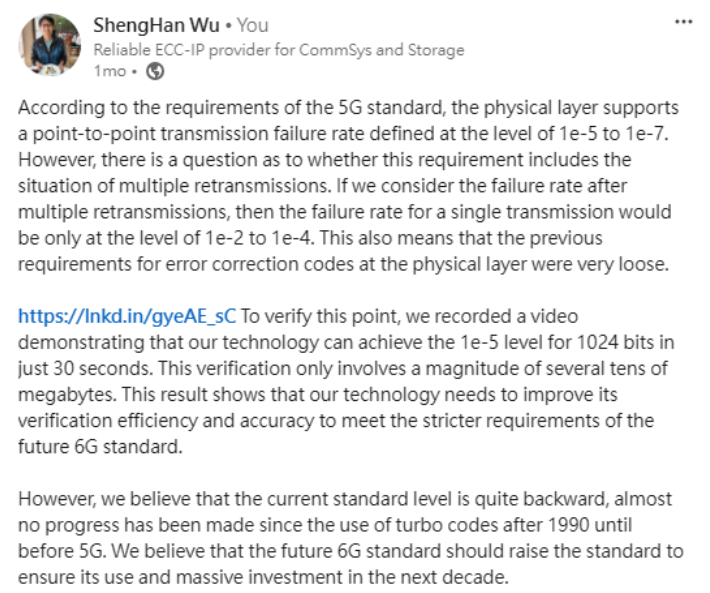 ShengHan Wu • You
Reliable ECC-IP provider for CommSys and Storage
1mo •
According to the requirements of the 5G standard, the physical layer supports
a point-to-point transmission failure rate defined at the level of 1e-5 to 1e-7.
However, there is a question as to whether this requirement includes the
situation of multiple retransmissions. If we consider the failure rate after
multiple retransmissions, then the failure rate for a single transmission would
be only at the level of 1e-2 to 1e-4. This also means that the previous
requirements for error correction codes at the physical layer were very loose.
https://lnkd.in/gyeAE_sC To verify this point, we recorded a video
demonstrating that our technology can achieve the 1e-5 level for 1024 bits in
just 30 seconds. This verification only involves a magnitude of several tens of
megabytes. This result shows that our technology needs to improve its
verification efficiency and accuracy to meet the stricter requirements of the
future 6G standard.
However, we believe that the current standard level is quite backward, almost
no progress has been made since the use of turbo codes after 1990 until
before 5G. We believe that the future 6G standard should raise the standard to
ensure its use and massive investment in the next decade.